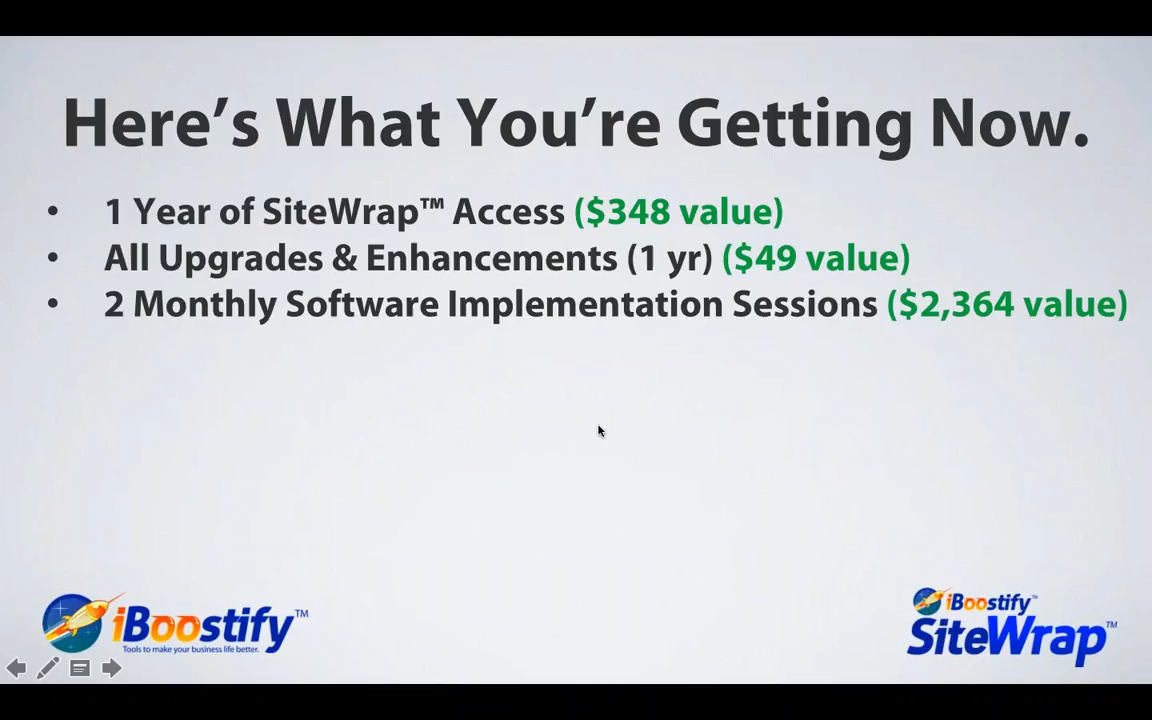 Here’s What You’re Getting Now.
• 1 Year of SiteWrap™ Access ($348 value)
• All Upgrades & Enhancements (1 yr) ($49 value)
• 2 Monthly Software Implementation Sessions ($2,364 value)
iBoostify™
Tools to make your business life better.
iBoostify™
SiteWrap™